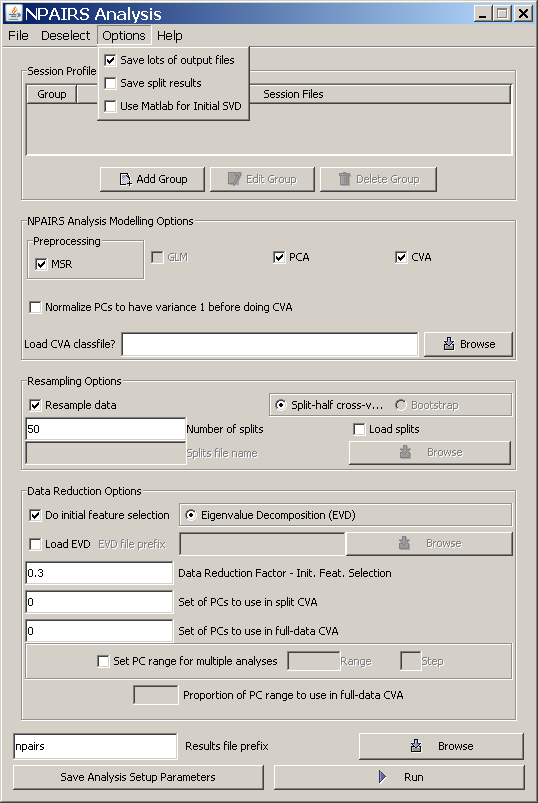 NPAIRS Analysis
File Deselect Options Help
Save lots of output files
Save split results
Use Matlab for Initial SVD
Session Profile
Group Session Files
Add Group Edit Group Delete Group
NPAIRS Analysis Modelling Options
Preprocessing
MSR GLM PCA CVA
Normalize PCs to have variance 1 before doing CVA
Load CVA classfile? Browse
Resampling Options
Resample data Split-half cross-v... Bootstrap
50 Number of splits Load splits
Splits file name Browse
Data Reduction Options
Do initial feature selection Eigenvalue Decomposition (EVD)
Load EVD EVD file prefix Browse
0.3 Data Reduction Factor - Init. Feat. Selection
0 Set of PCs to use in split CVA
0 Set of PCs to use in full-data CVA
Set PC range for multiple analyses Range Step
Proportion of PC range to use in full-data CVA
npairs Results file prefix Browse
Save Analysis Setup Parameters Run